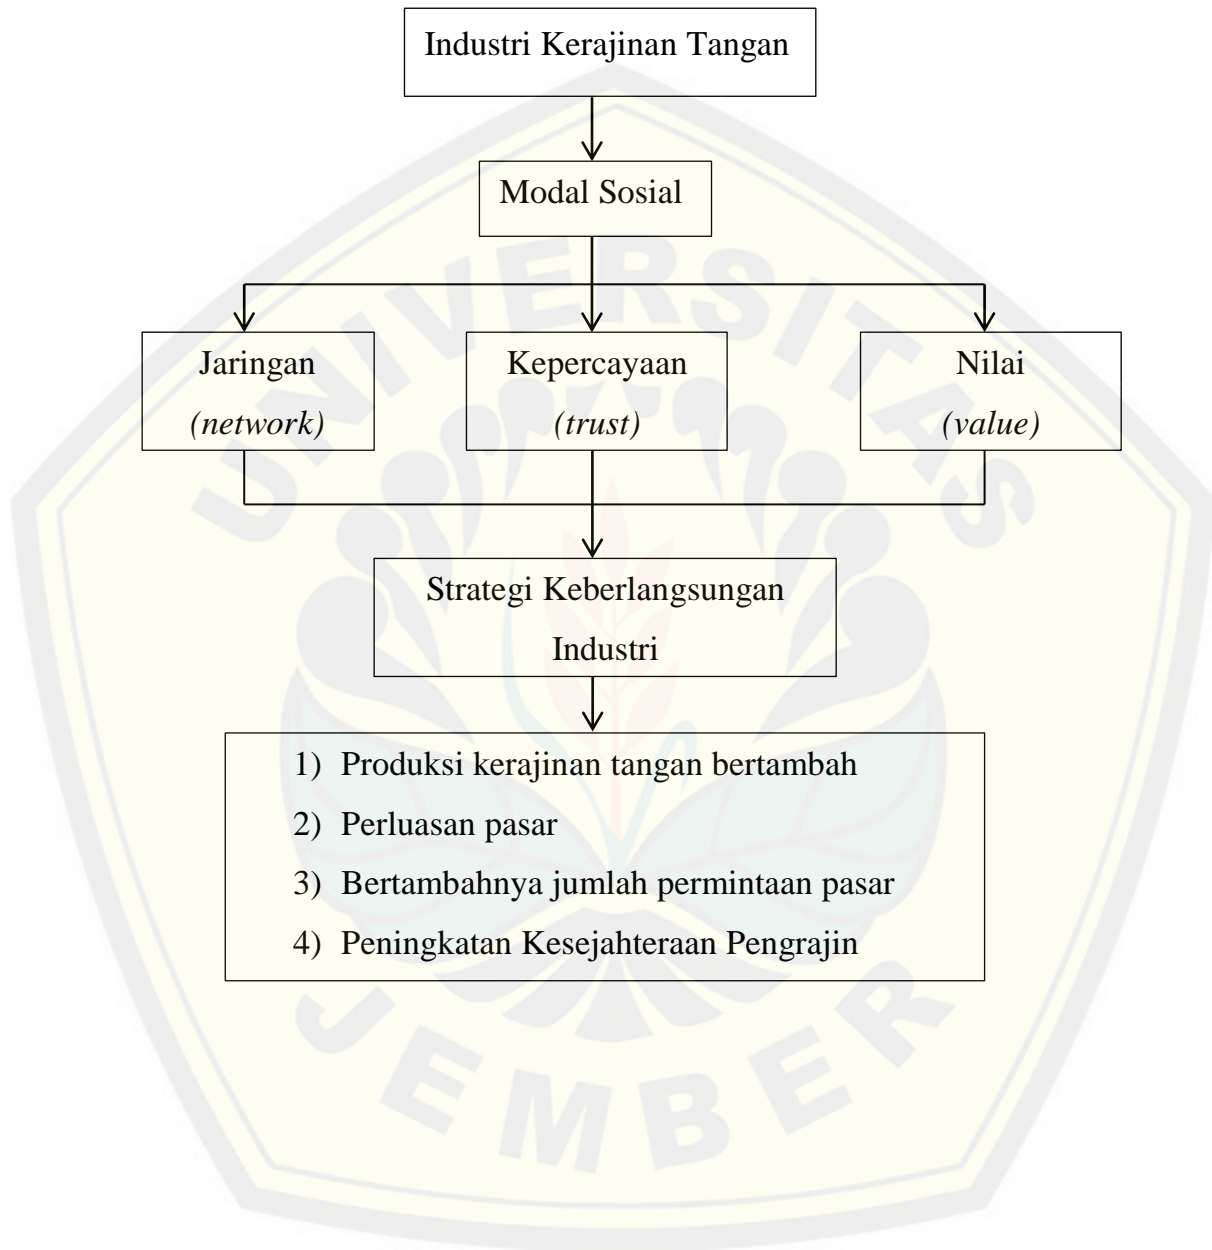 Industri Kerajinan Tangan
Modal Sosial
Jaringan
(network)
Kepercayaan
(trust)
Nilai
(value)
Strategi Keberlangsungan
Industri
1) Produksi kerajinan tangan bertambah
2) Perluasan pasar
3) Bertambahnya jumlah permintaan pasar
4) Peningkatan Kesejahteraan Pengrajin
UNIVERSITAS
JEMBER